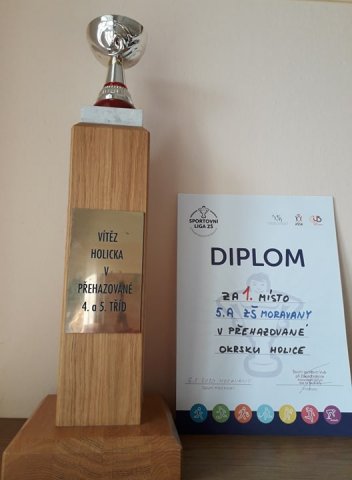 VÍTĚZ
HOLICKA
V
PŘEHAZOVANÉ
4. a 5. TŘÍD
SPORTOVNÍ
LIGA ZŠ
DIPLOM
ZA 1. MÍSTO
5.A ZŠ MORAVANY
V PŘEHAZOVANÉ
OKRSKU HOLICE